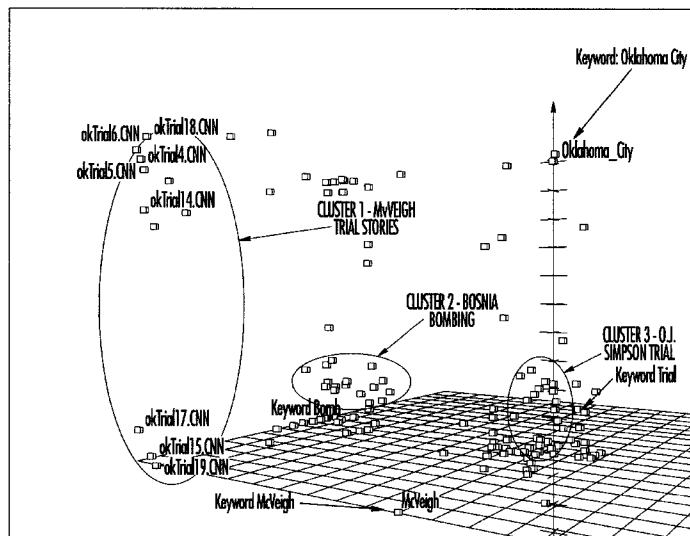 Keyword: Oklahoma City
okTrial6.CNN
okTrial18.CNN
okTrial4.CNN
okTrial5.CNN
Oklahoma_City
okTrial14.CNN
CLUSTER 1 - MvVEIGH
TRIAL STORIES
CLUSTER 2 - BOSNIA
BOMBING
CLUSTER 3 - O.J.
SIMPSON TRIAL
Keyword Trial
Keyword Bomb
okTrial17.CNN
okTrial15.CNN
okTrial19.CNN
Keyword McVeigh
McVeigh